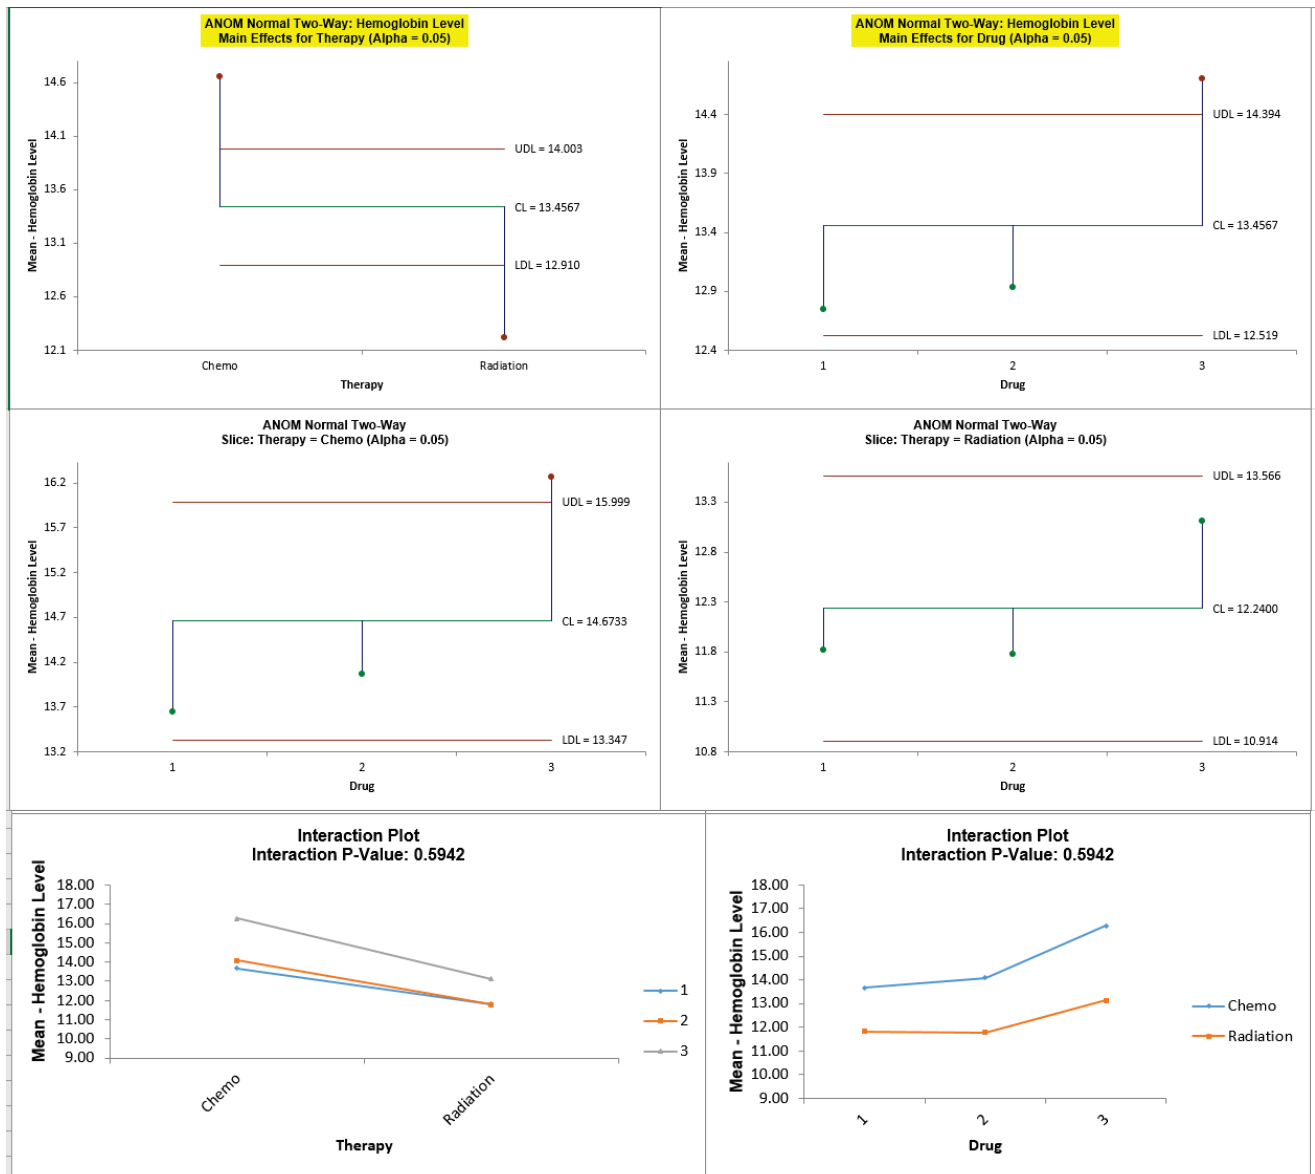 ANOM Normal Two-Way: Hemoglobin Level
Main Effects for Therapy (Alpha = 0.05)
Mean - Hemoglobin Level
14.6
14.1
13.6
13.1
12.6
12.1
UDL = 14.003
CL = 13.4567
LDL = 12.910
Chemo
Radiation
Therapy
ANOM Normal Two-Way: Hemoglobin Level
Main Effects for Drug (Alpha = 0.05)
Mean - Hemoglobin Level
14.4
13.9
13.4
12.9
12.4
UDL = 14.394
CL = 13.4567
LDL = 12.519
1
2
3
Drug
ANOM Normal Two-Way
Slice: Therapy = Chemo (Alpha = 0.05)
Mean - Hemoglobin Level
16.2
15.7
15.2
14.7
14.2
13.7
13.2
UDL = 15.999
CL = 14.6733
LDL = 13.347
1
2
3
Drug
ANOM Normal Two-Way
Slice: Therapy = Radiation (Alpha = 0.05)
Mean - Hemoglobin Level
13.3
12.8
12.3
11.8
11.3
10.8
UDL = 13.566
CL = 12.2400
LDL = 10.914
1
2
3
Drug
Interaction Plot
Interaction P-Value: 0.5942
Mean - Hemoglobin Level
18.00
17.00
16.00
15.00
14.00
13.00
12.00
11.00
10.00
9.00
Chemo
Radiation
Therapy
1
2
3
Interaction Plot
Interaction P-Value: 0.5942
Mean - Hemoglobin Level
18.00
17.00
16.00
15.00
14.00
13.00
12.00
11.00
10.00
9.00
1
2
3
Drug
Chemo
Radiation